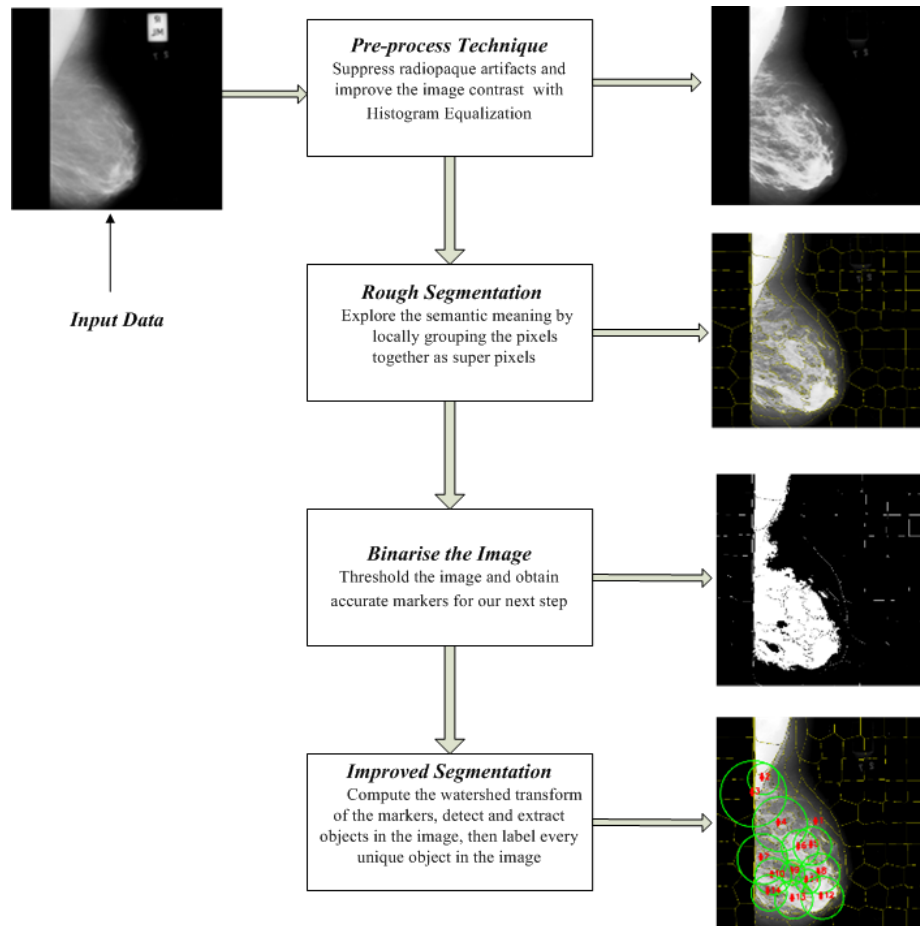 Input Data
Pre-process Technique
Suppress radiopaque artifacts and
improve the image contrast with
Histogram Equalization
Rough Segmentation
Explore the semantic meaning by
locally grouping the pixels
together as super pixels
Binarise the Image
Threshold the image and obtain
accurate markers for our next step
Improved Segmentation
Compute the watershed transform
of the markers, detect and extract
objects in the image, then label every
unique object in the image